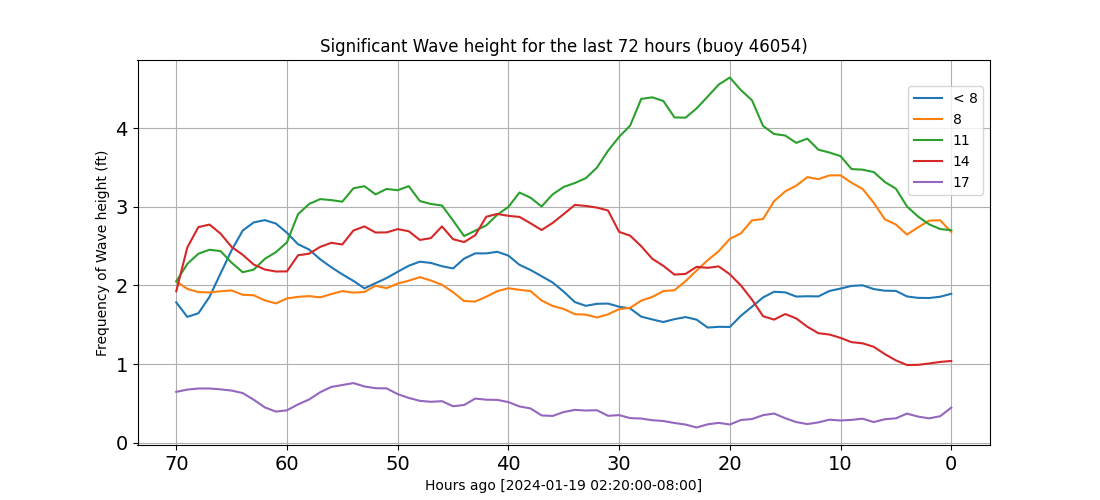 Significant Wave height for the last 72 hours (buoy 46054)
Frequency of Wave height (ft)
4
3
2
1
0
< 8
8
11
14
17
70 60 50 40 30 20 10 0
Hours ago [2024-01-19 02:20:00-08:00]